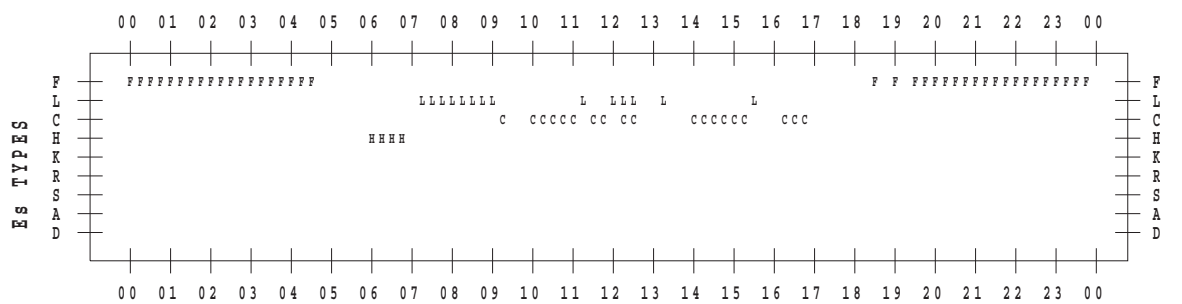 00 01 02 03 04 05 06 07 08 09 10 11 12 13 14 15 16 17 18 19 20 21 22 23 00
F FFFFFFFFFFFFFFFFFFF F F FFFFFFFFFFFFFFFFFF F
L LLLLLLLL L LLL L L L
C C CCCCC CC CC CCCCCC CCC C
H HHHH H
K K
R R
S S
A A
D D
Es TYPES
00 01 02 03 04 05 06 07 08 09 10 11 12 13 14 15 16 17 18 19 20 21 22 23 00